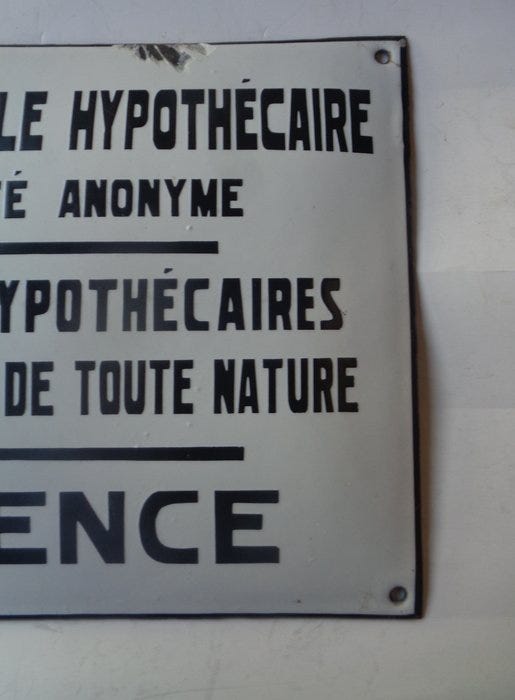 LE HYPOTHÉCAIRE
É ANONYME
YPOTHÉCAIRES
DE TOUTE NATURE
ENCE